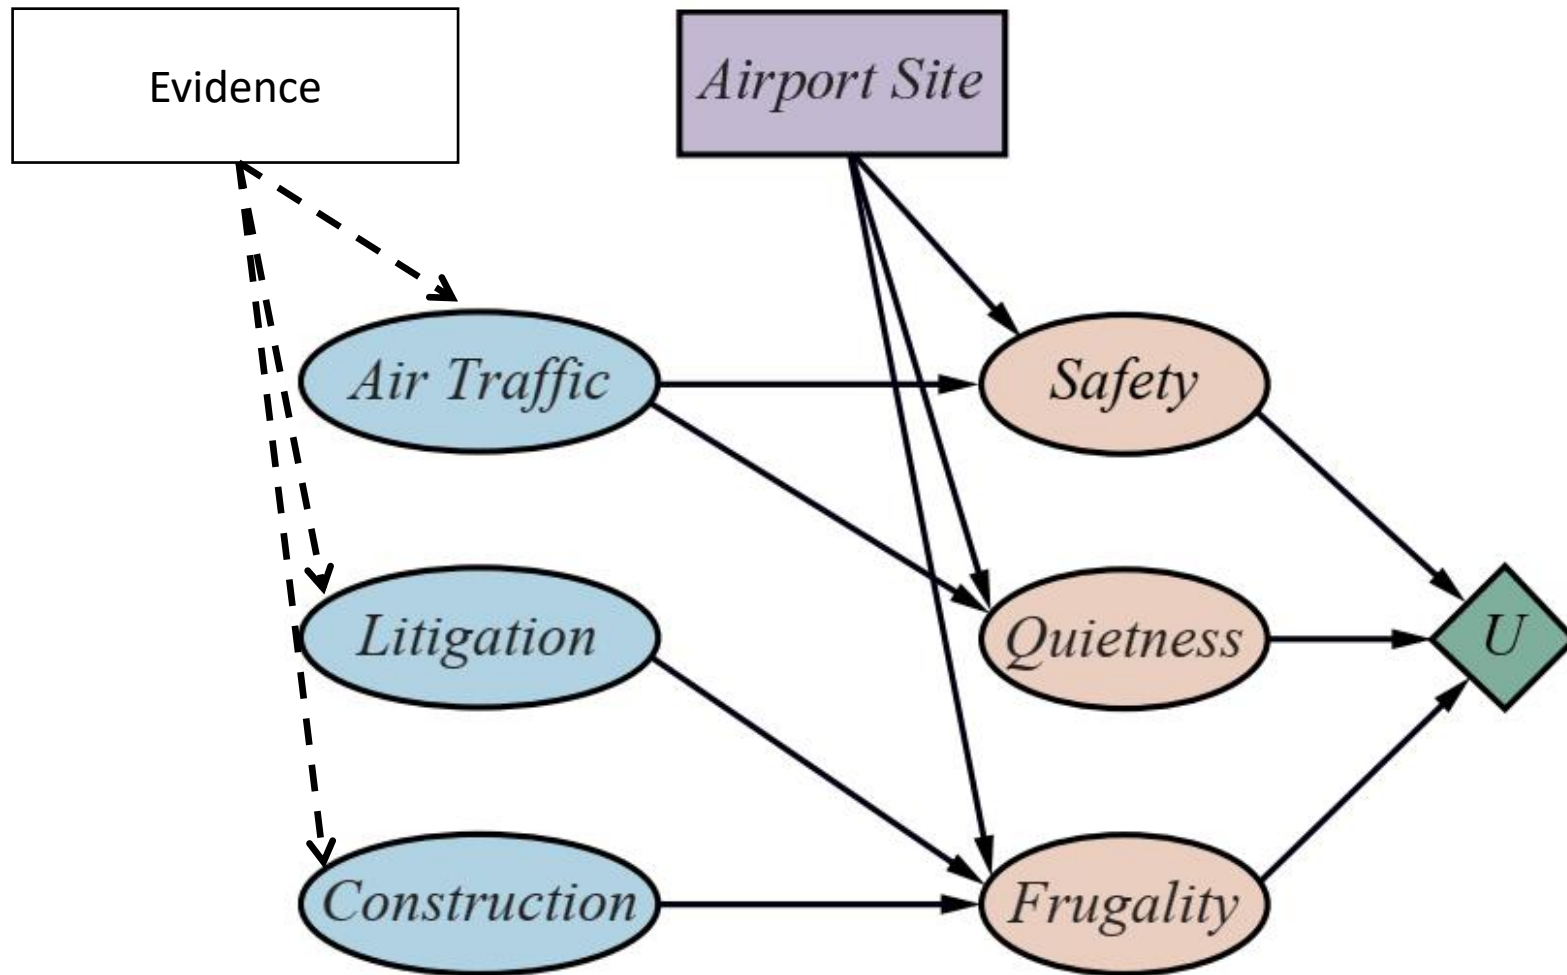 Evidence
Airport Site
Air Traffic
Safety
Litigation
Quietness
U
Construction
Frugality